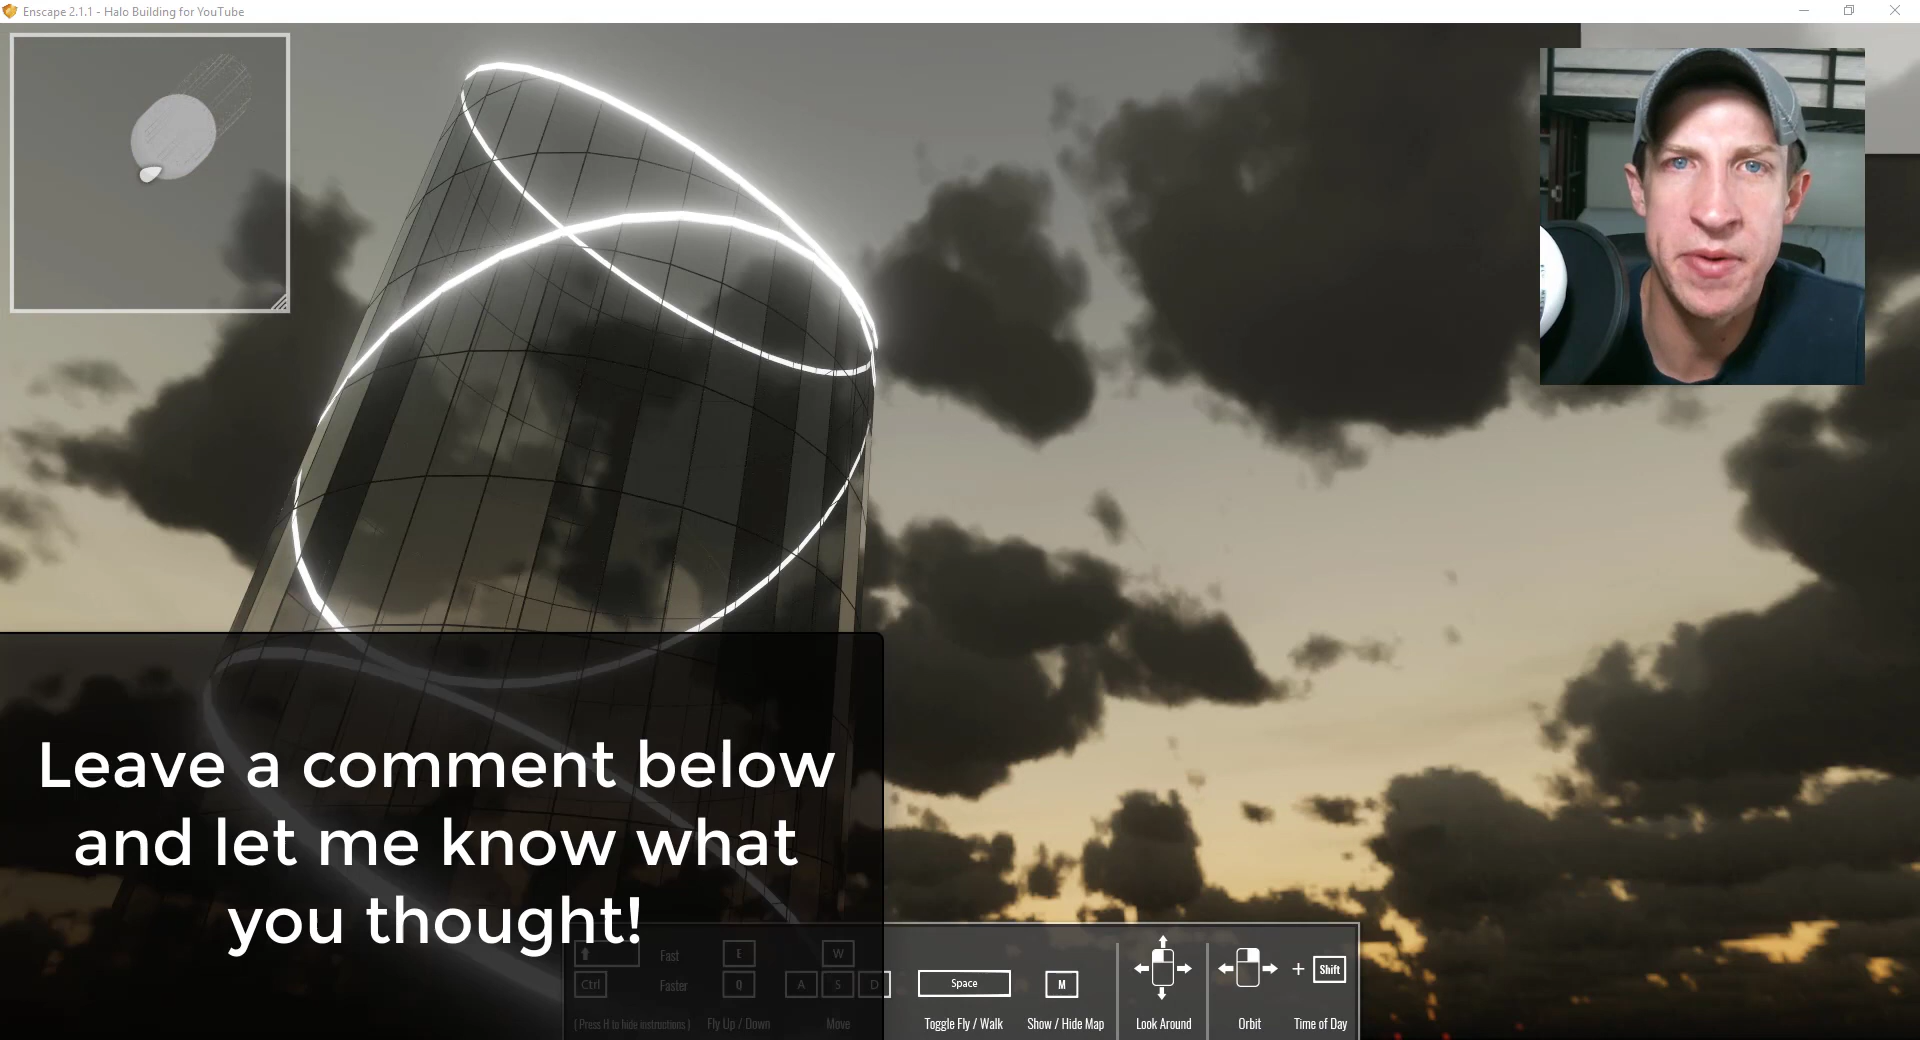 Enscape 2.1.1 - Halo Building for YouTube
Leave a comment below
and let me know what
you thought!
Fast
Ctrl
Faster
( Press H to hide instructions )
E
Q
Fly Up / Down
W
A S D
Move
Space
Toggle Fly / Walk
M
Show / Hide Map
Look Around
Orbit
+ Shift
Time of Day